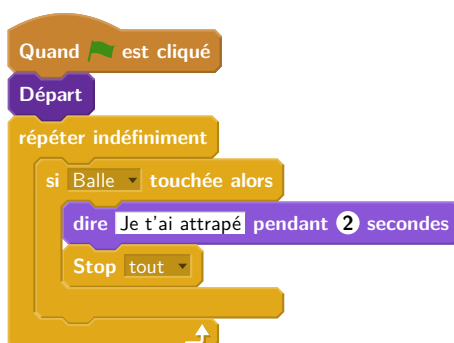 Quand est cliqué
Départ
répéter indéfiniment
si Balle touchée alors
dire Je t'ai attrapé pendant 2 secondes
Stop tout